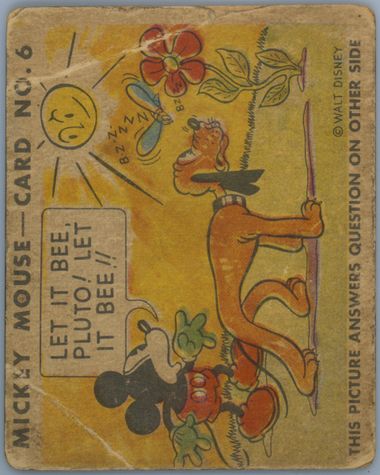 MICKEY MOUSE—CARD NO. 6
LET IT BEE,
PLUTO! LET
IT BEE!!
BZZZZZ
BZZ
© WALT DISNEY
THIS PICTURE ANSWERS QUESTION ON OTHER SIDE